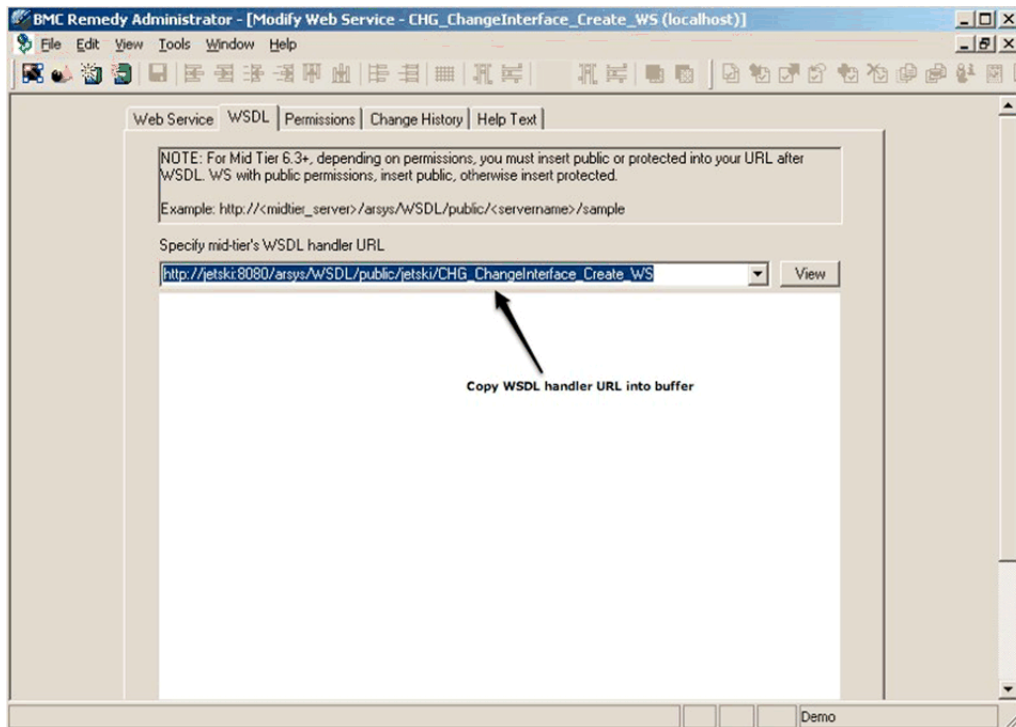 BMC Remedy Administrator - [Modify Web Service - CHG_ChangeInterface_Create_WS (localhost)]
File Edit View Tools Window Help
Web Service WSDL Permissions Change History Help Text
NOTE: For Mid Tier 6.3+, depending on permissions, you must insert public or protected into your URL after
WSDL. WS with public permissions, insert public, otherwise insert protected.
Example: http://<midtier_server>/arsys/WSDL/public/<servername>/sample
Specify mid-tier's WSDL handler URL
http://jetski:8080/arsys/WSDL/public/jetski/CHG_ChangeInterface_Create_WS
View
Copy WSDL handler URL into buffer
Demo